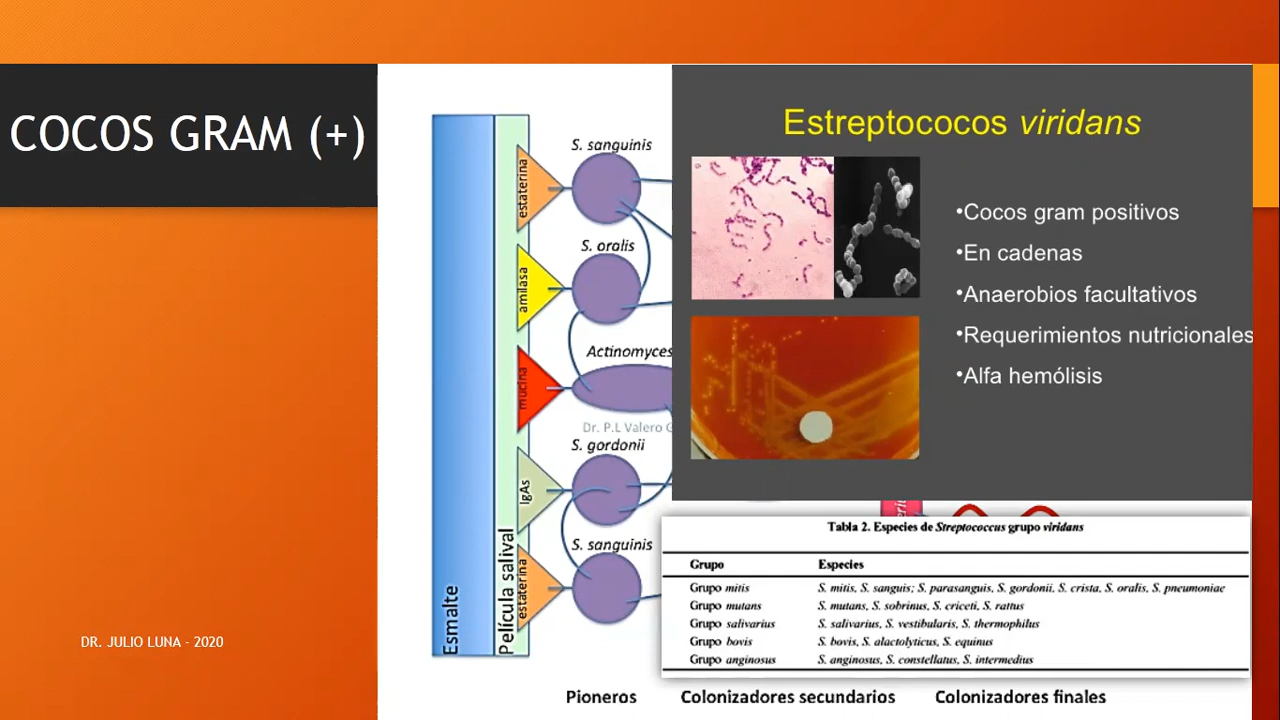 COCOS GRAM (+)
DR. JULIO LUNA - 2020
Esmalte
Película salival
estaterina
amilasa
mucina
IgAs
estaterina
S. sanguinis
S. oralis
Actinomyces
Dr. P.L Valero G
S. gordonii
S. sanguinis
Estreptococos viridans
•Cocos gram positivos
•En cadenas
•Anaerobios facultativos
•Requerimientos nutricionales
•Alfa hemólisis
Tabla 2. Especies de Streptococcus grupo viridans
Grupo Especies
Grupo mitis S. mitis, S. sanguis; S. parasanguis, S. gordonii, S. crista, S. oralis, S. pneumoniae
Grupo mutans S. mutans, S. sobrinus, S. criceti, S. rattus
Grupo salivarius S. salivarius, S. vestibularis, S. thermophilus
Grupo bovis S. bovis, S. alactolyticus, S. equinus
Grupo anginosus S. anginosus, S. constellatus, S. intermedius
Pioneros Colonizadores secundarios Colonizadores finales